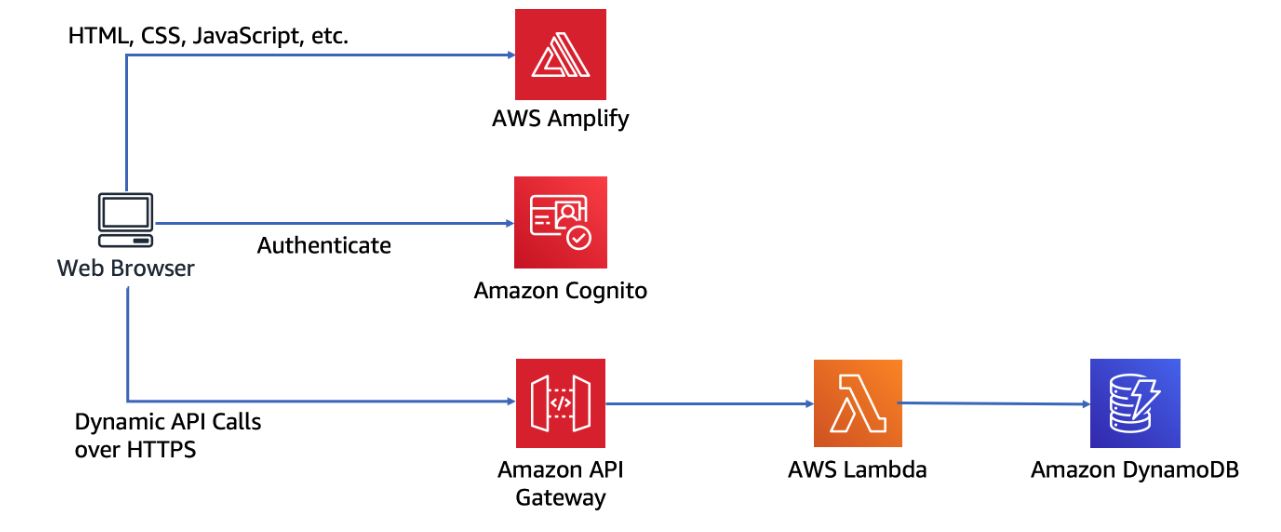 HTML, CSS, JavaScript, etc.
AWS Amplify
Authenticate
Web Browser
Amazon Cognito
Dynamic API Calls
over HTTPS
Amazon API
Gateway
AWS Lambda
Amazon DynamoDB